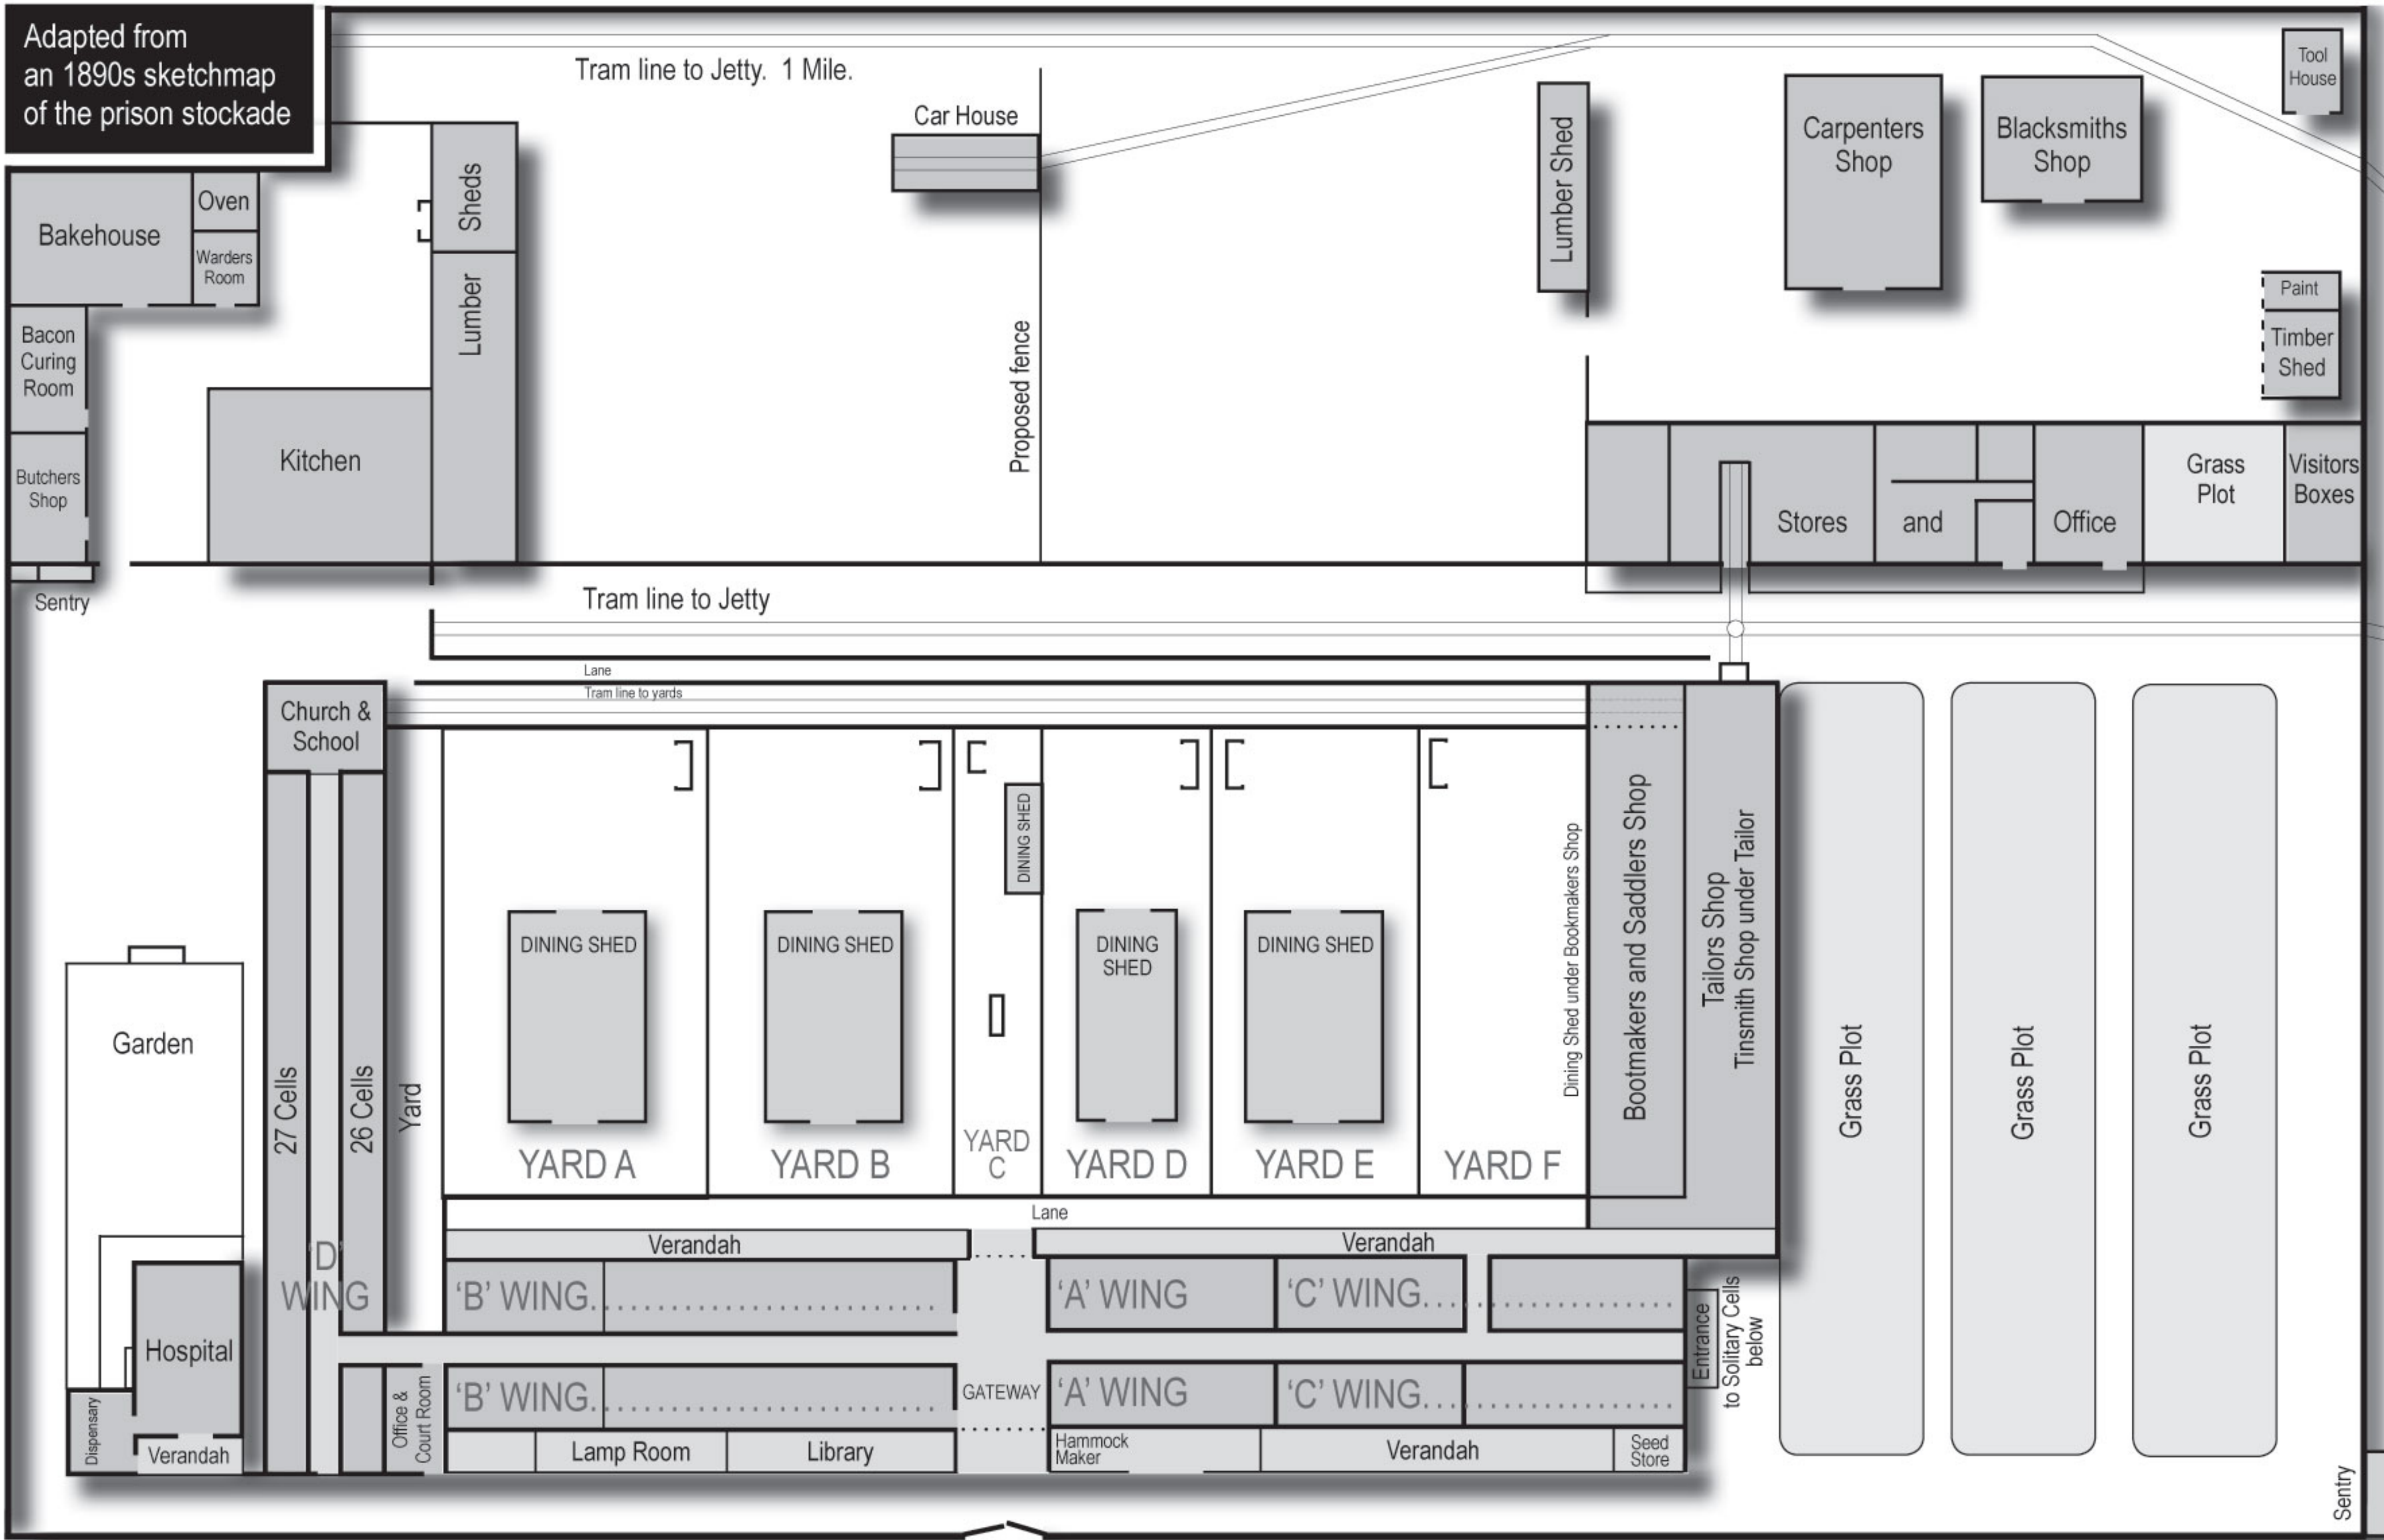 Adapted from
an 1890s sketchmap
of the prison stockade
Tram line to Jetty. 1 Mile.
Car House
Lumber Shed
Carpenters
Shop
Blacksmiths
Shop
Tool
House
Bakehouse
Oven
Warders
Room
Sheds
Lumber
Bacon
Curing
Room
Butchers
Shop
Kitchen
Proposed fence
Paint
Timber
Shed
Stores
and
Office
Grass
Plot
Visitors
Boxes
Sentry
Tram line to Jetty
Lane
Tram line to yards
Church &
School
27 Cells
26 Cells
Yard
'D'
WING
Garden
Hospital
Dispensary
Verandah
DINING SHED
YARD A
DINING SHED
YARD B
DINING SHED
YARD
C
DINING
SHED
YARD D
DINING SHED
YARD E
YARD F
Dining Shed under Bookmakers Shop
Bootmakers and Saddlers Shop
Tailors Shop
Tinsmith Shop under Tailor
Grass Plot
Grass Plot
Grass Plot
Lane
Verandah
Verandah
‘B’ WING
‘A’ WING
‘C’ WING
Entrance
to Solitary Cells
below
Office &
Court Room
‘B’ WING
GATEWAY
‘A’ WING
‘C’ WING
Lamp Room
Library
Hammock
Maker
Verandah
Seed
Store
Sentry